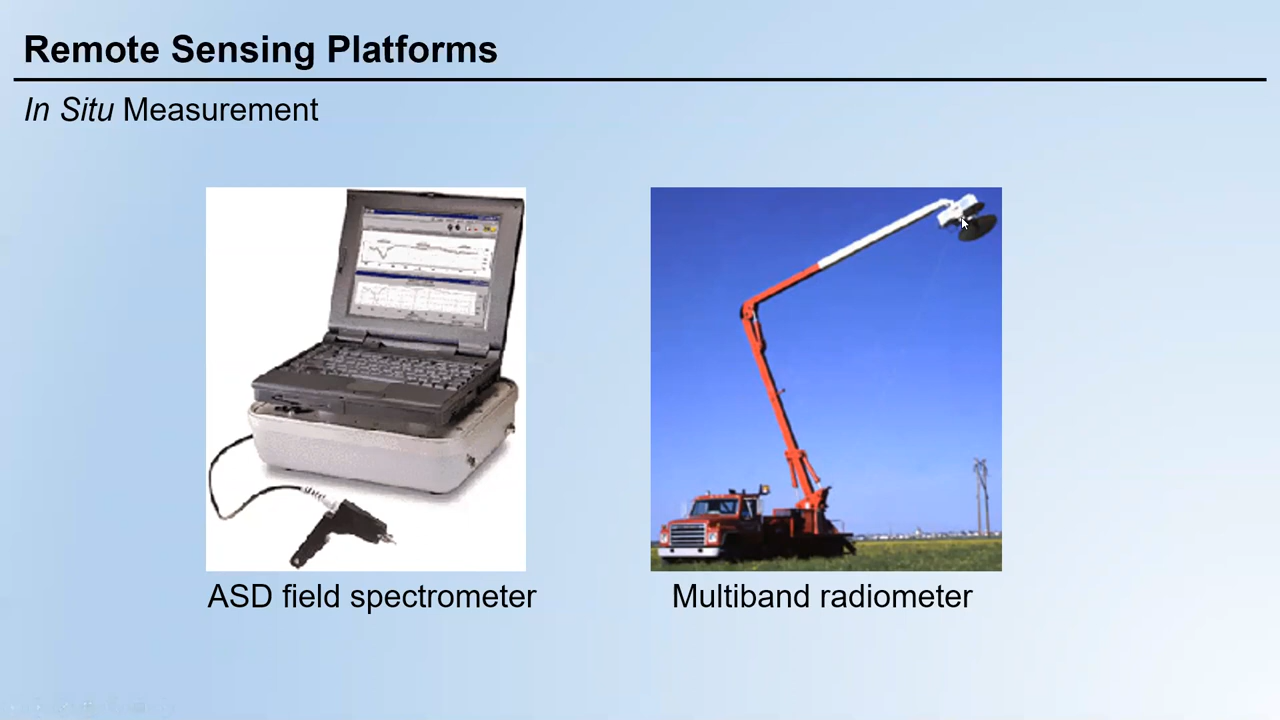 Remote Sensing Platforms
In Situ Measurement
ASD field spectrometer
Multiband radiometer